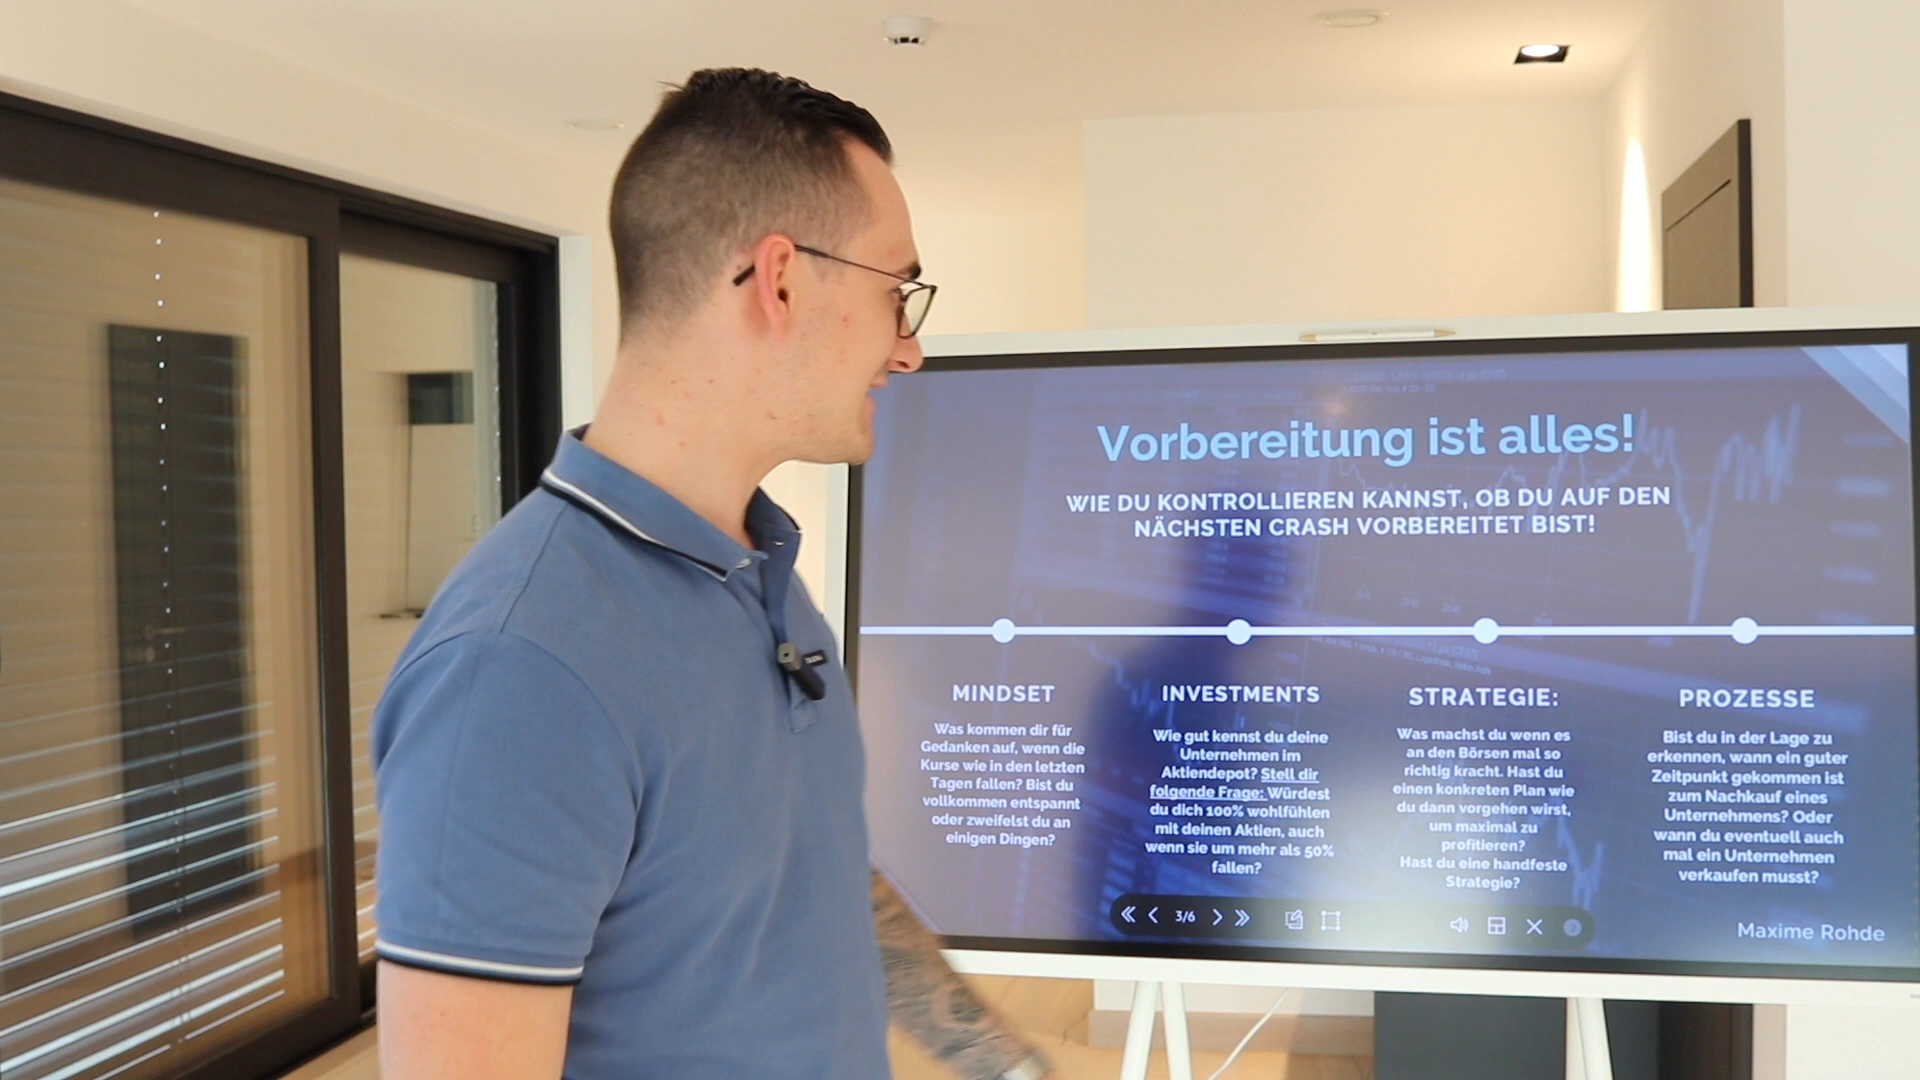 Vorbereitung ist alles!
WIE DU KONTROLLIEREN KANNST, OB DU AUF DEN
NÄCHSTEN CRASH VORBEREITET BIST!
MINDSET
Was kommen dir für
Gedanken auf, wenn die
Kurse wie in den letzten
Tagen fallen? Bist du
vollkommen entspannt
oder zweifelst du an
einigen Dingen?
INVESTMENTS
Wie gut kennst du deine
Unternehmen im
Aktiendepot? Stell dir
folgende Frage: Würdest
du dich 100% wohlfühlen
mit deinen Aktien, auch
wenn sie um mehr als 50%
fallen?
STRATEGIE:
Was machst du wenn es
an den Börsen mal so
richtig kracht. Hast du
einen konkreten Plan wie
du dann vorgehen wirst,
um maximal zu
profitieren?
Hast du eine handfeste
Strategie?
PROZESSE
Bist du in der Lage zu
erkennen, wann ein guter
Zeitpunkt gekommen ist
zum Nachkauf eines
Unternehmens? Oder
wann du eventuell auch
mal ein Unternehmen
verkaufen musst?
3/6
Maxime Rohde